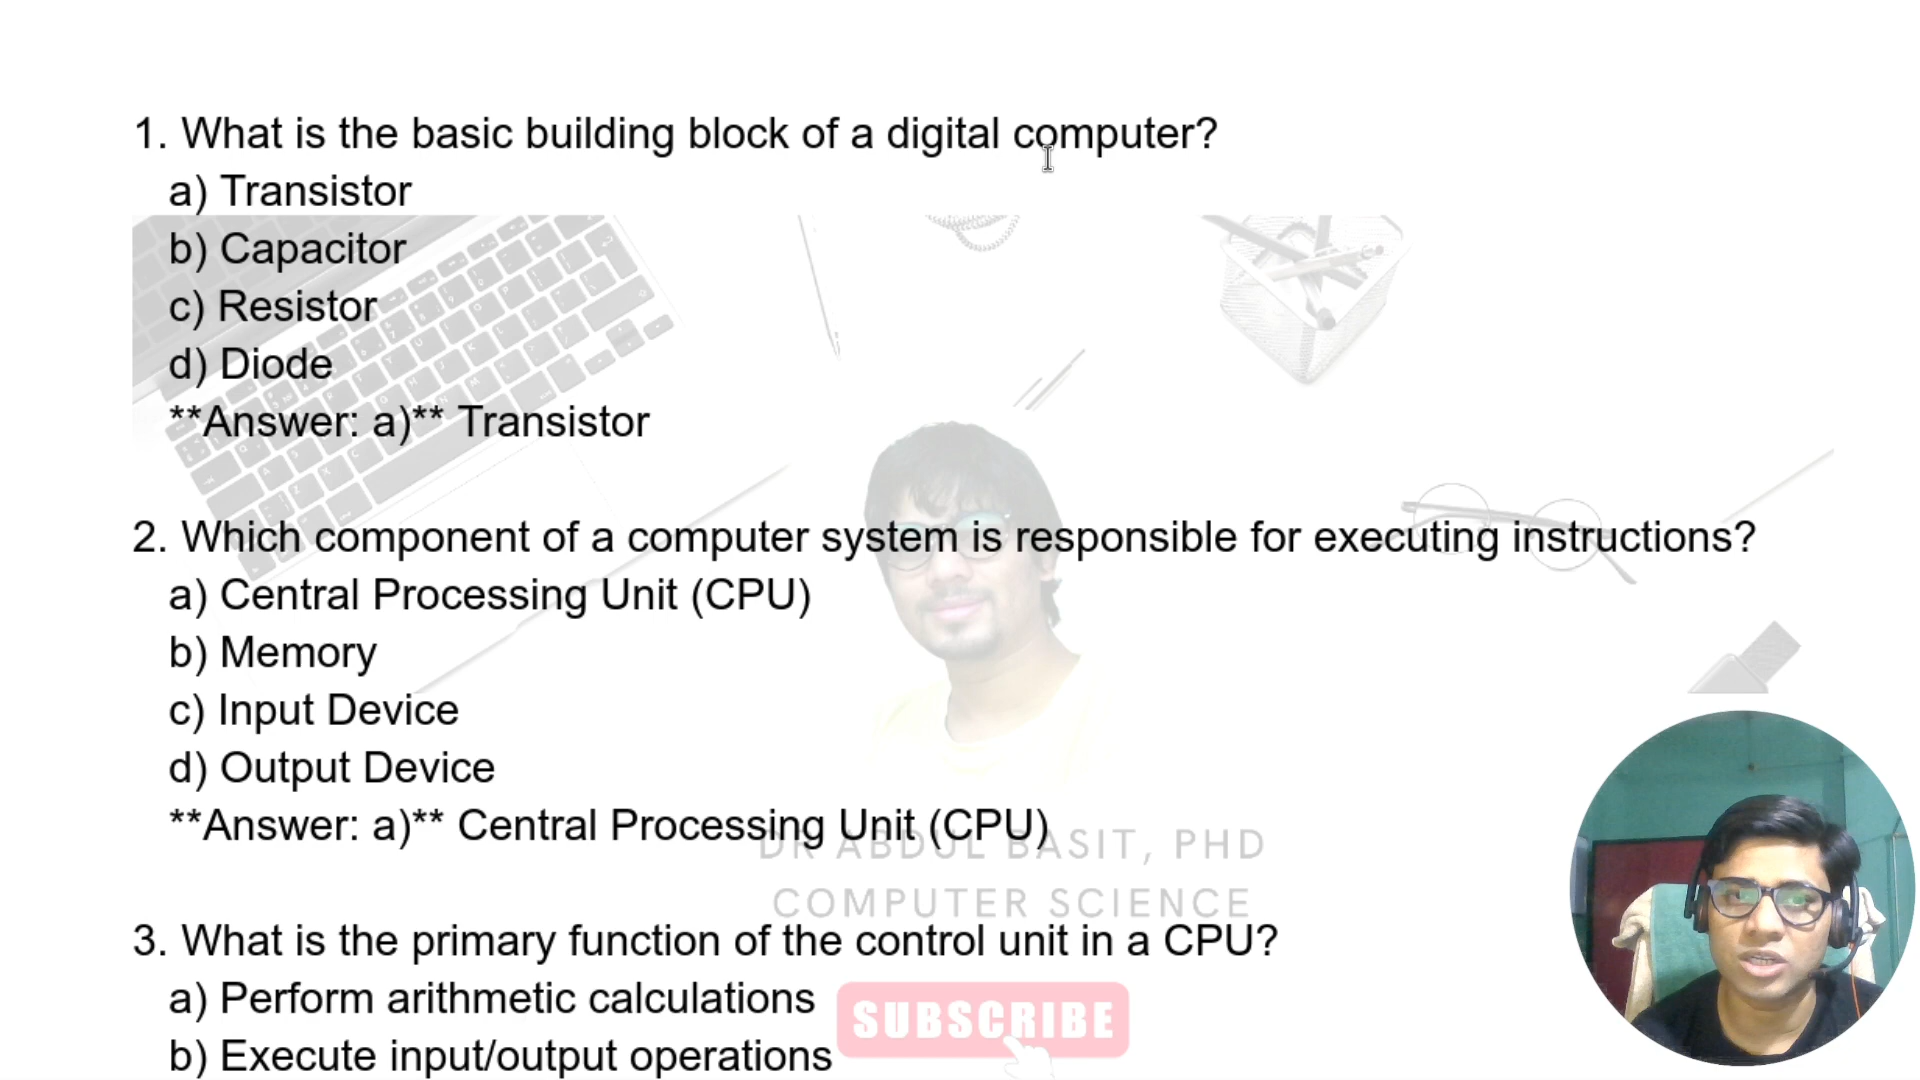 1. What is the basic building block of a digital computer?
a) Transistor
b) Capacitor
c) Resistor
d) Diode
**Answer: a)** Transistor
2. Which component of a computer system is responsible for executing instructions?
a) Central Processing Unit (CPU)
b) Memory
c) Input Device
d) Output Device
**Answer: a)** Central Processing Unit (CPU)
DR ABDUL BASIT, PHD
COMPUTER SCIENCE
3. What is the primary function of the control unit in a CPU?
a) Perform arithmetic calculations
SUBSCRIBE
b) Execute input/output operations